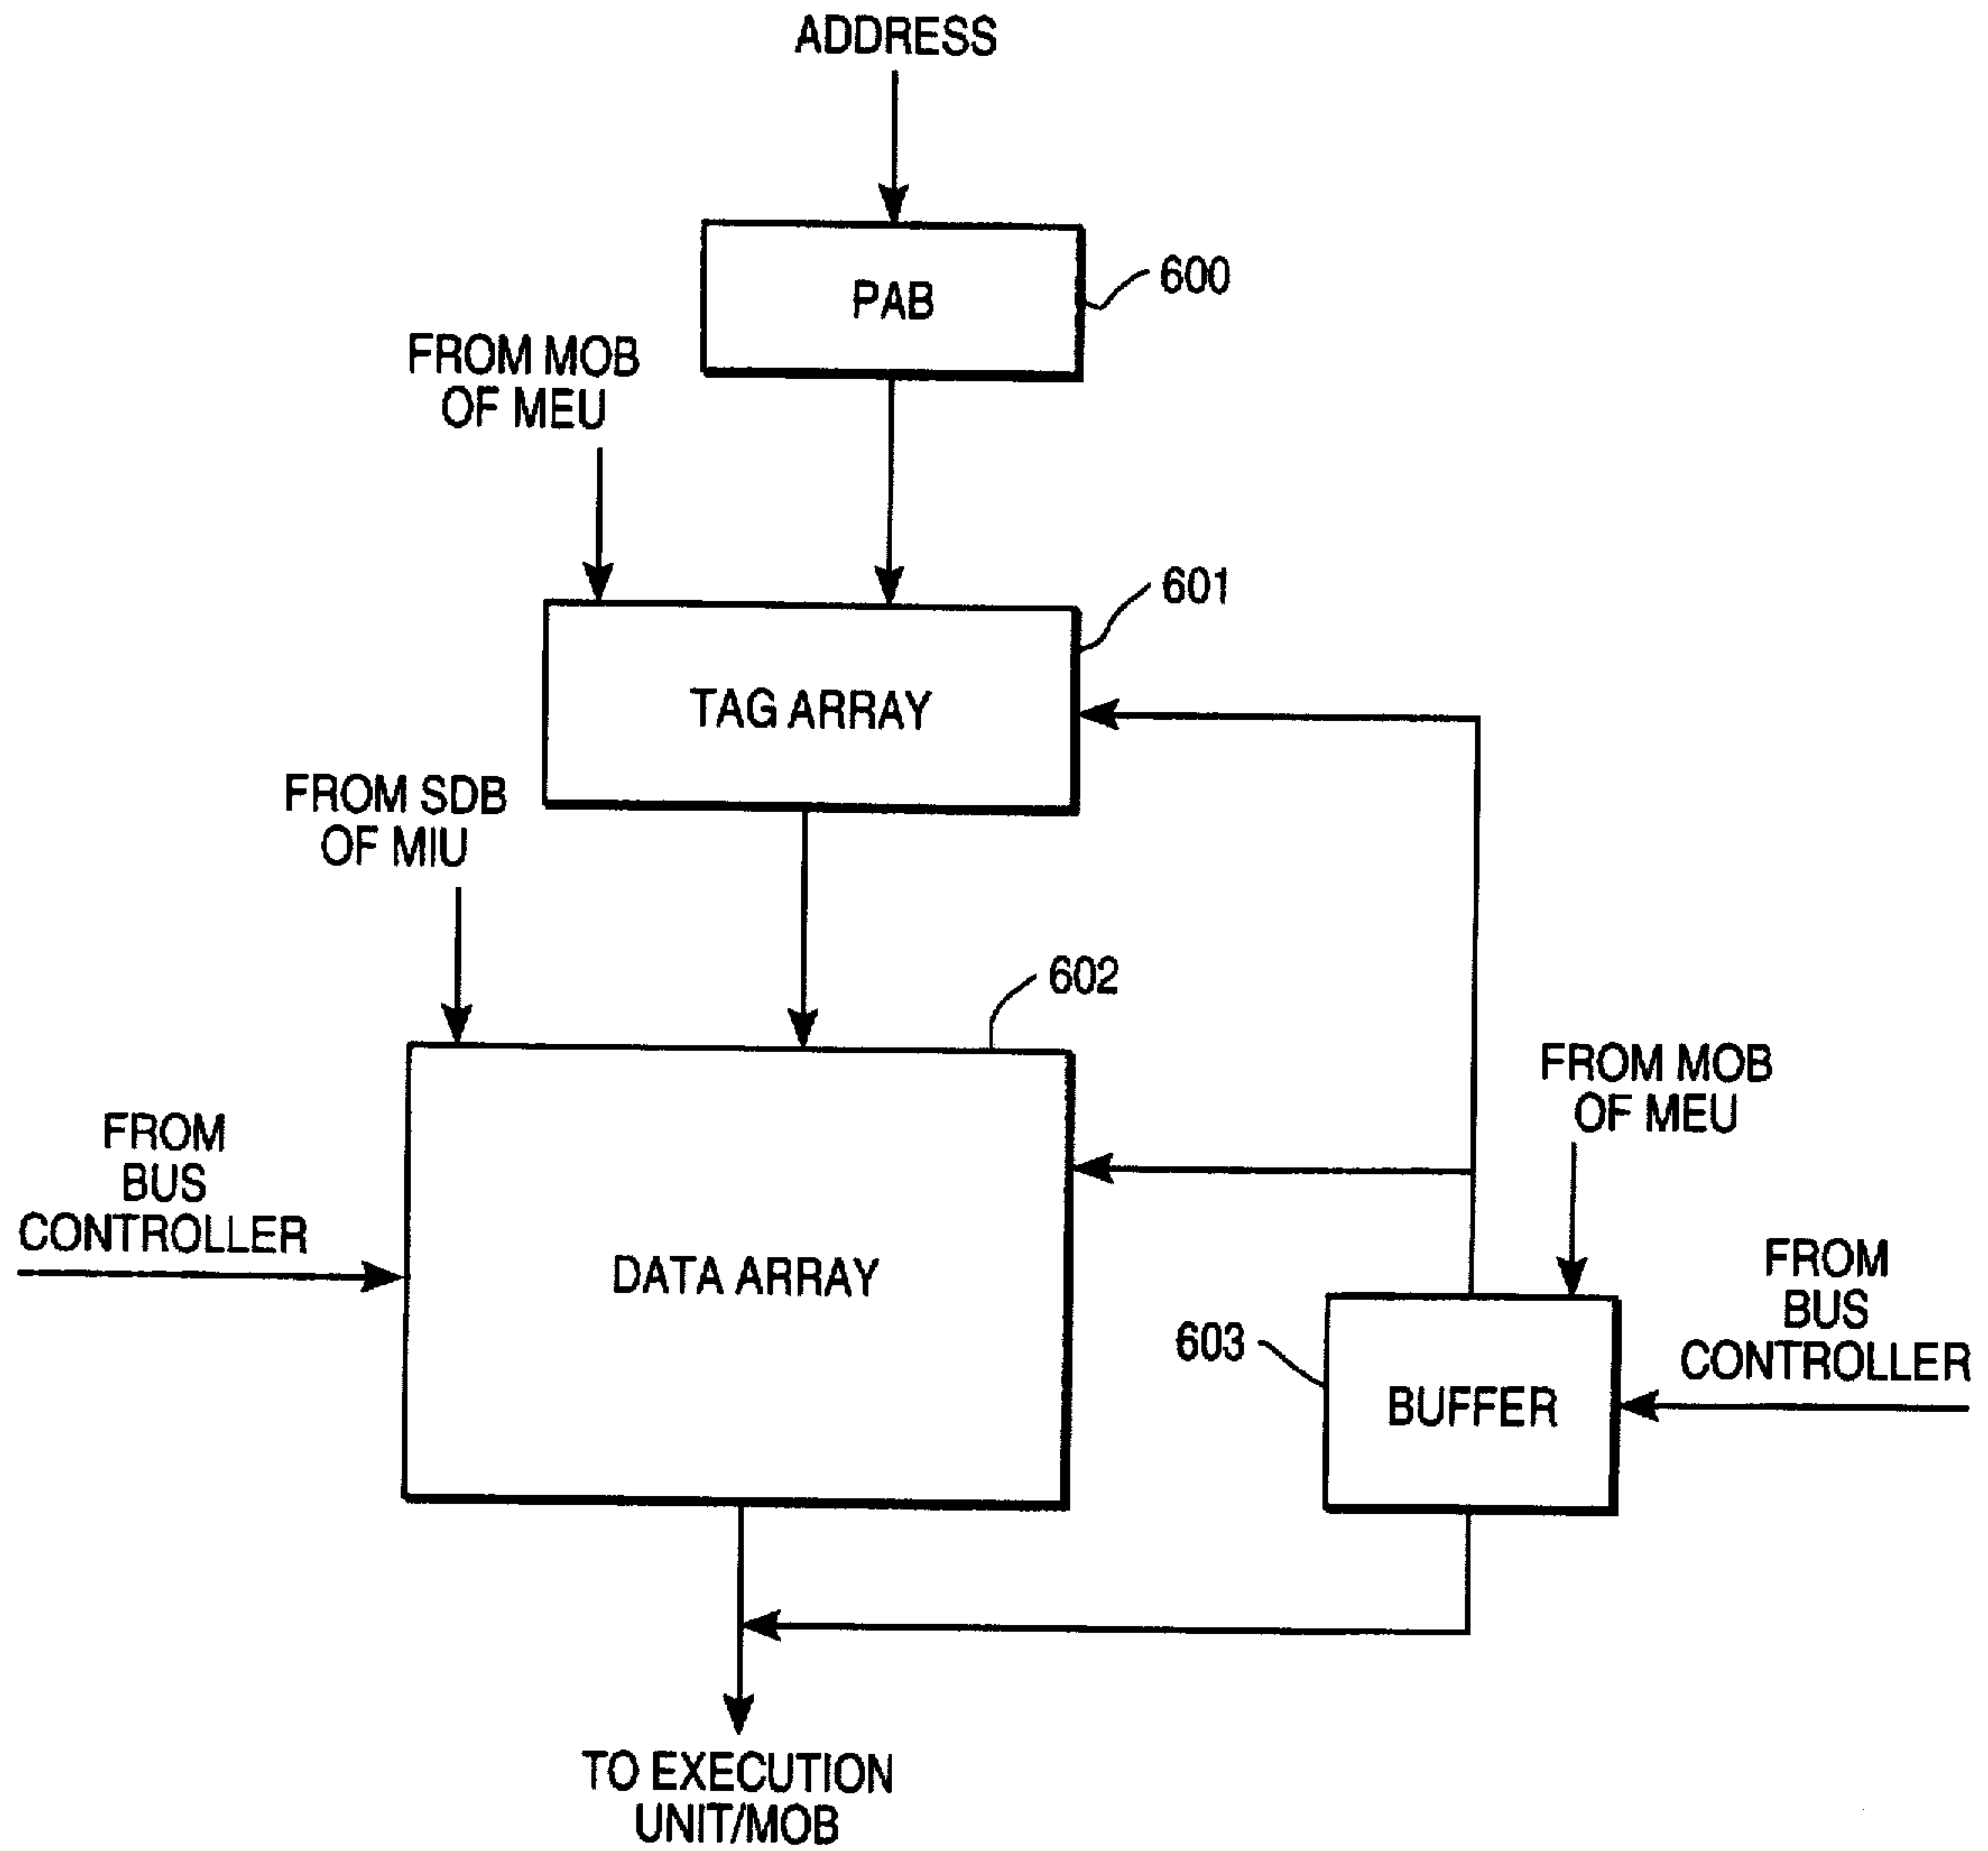 ADDRESS
PAB
600
FROM MOB
OF MEU
601
TAG ARRAY
FROM SDB
OF MIU
602
FROM MOB
OF MEU
FROM
BUS
CONTROLLER
DATA ARRAY
FROM
BUS
CONTROLLER
603
BUFFER
TO EXECUTION
UNIT/MOB